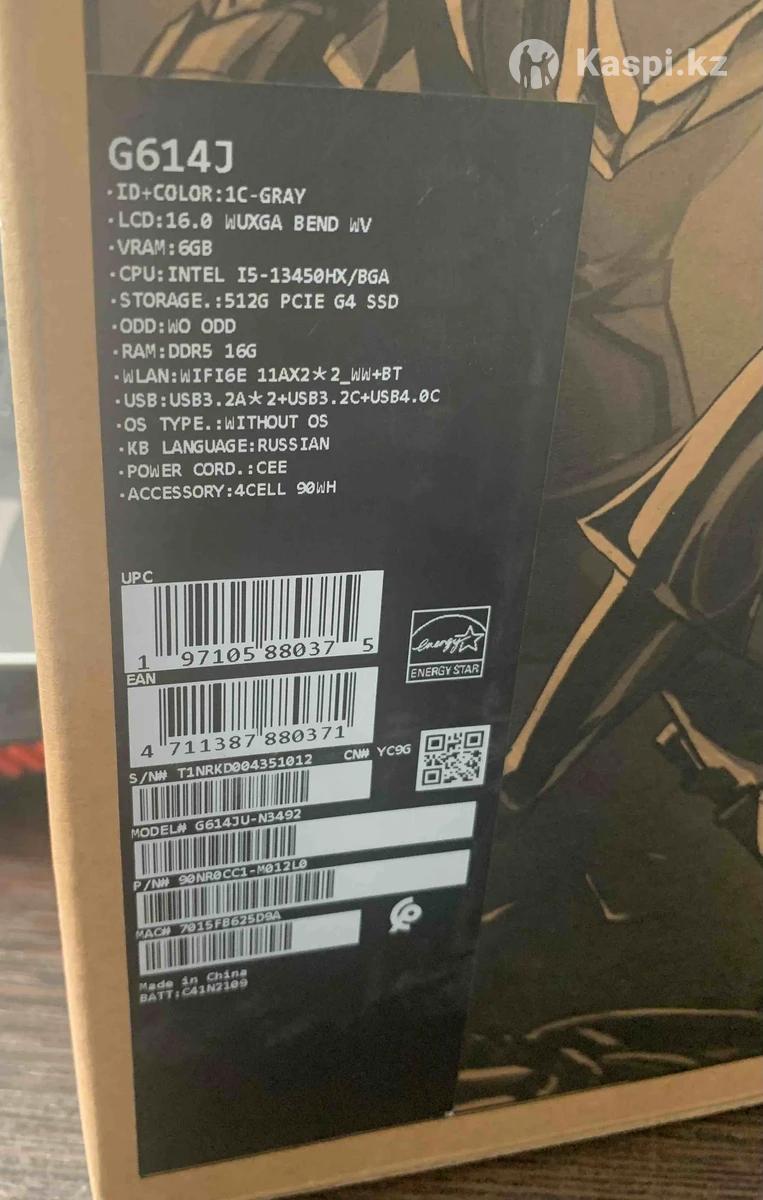 Kaspi.kz
G614J
·ID+COLOR:1C-GRAY
·LCD:16.0 WUXGA BEND WV
·VRAM:6GB
·CPU:INTEL I5-13450HX/BGA
·STORAGE.:512G PCIE G4 SSD
·ODD:WO ODD
·RAM:DDR5 16G
·WLAN:WIFI6E 11AX2*2_WW+BT
·USB:USB3.2A*2+USB3.2C+USB4.0C
·OS TYPE.:WITHOUT OS
·KB LANGUAGE:RUSSIAN
·POWER CORD.:CEE
·ACCESSORY:4CELL 90WH
UPC
1 97105 88037 5
EAN
4 711387 880371
energy
ENERGY STAR
S/N# T1NRKD004351012 CN# YC9G
MODEL# G614JU-N3492
P/N# 90NR0CC1-M012L0
MAC# 7015FB625D9A
Made in China
BATT:C41N2109